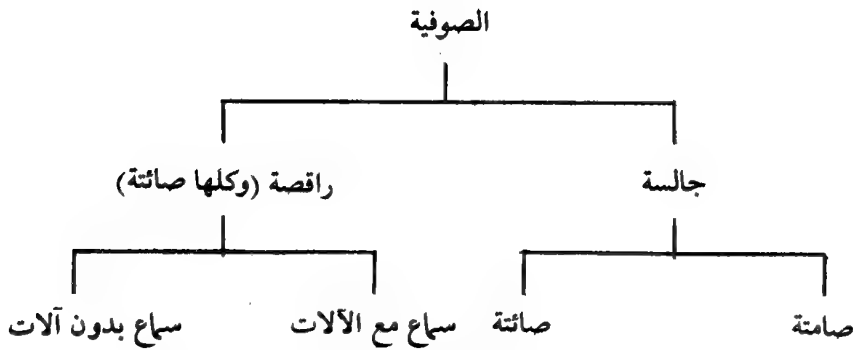 الصوفية
جالسة
راقصة (وكلها صائتة)
صامتة
صائتة
سماع مع الآلات
سماع بدون آلات